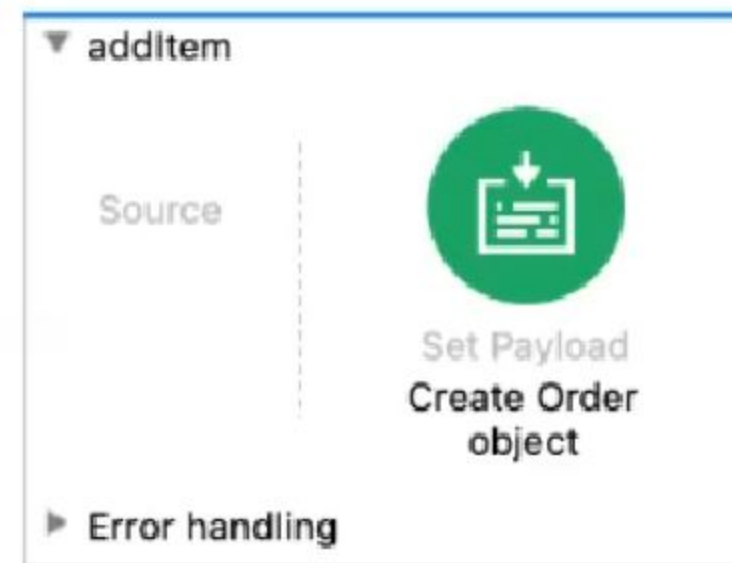 addItem
Source
Set Payload
Create Order
object
Error handling